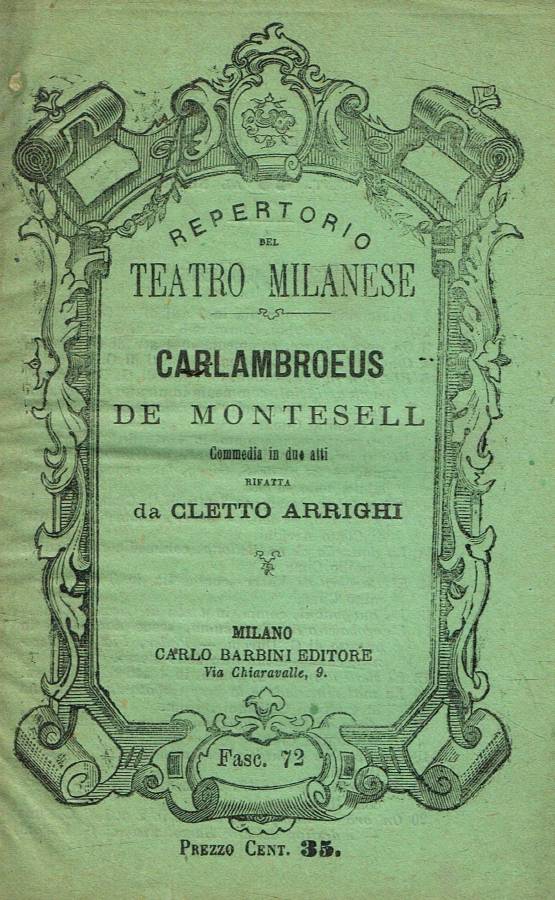 REPERTORIO
DEL
TEATRO MILANESE
CARLAMBROEUS
DE MONTESELL
Commedia in due atti
RIFATTA
da CLETTO ARRIGHI
MILANO
CARLO BARBINI EDITORE
Via Chiaravalle, 9.
Fasc. 72
PREZZO CENT. 35.